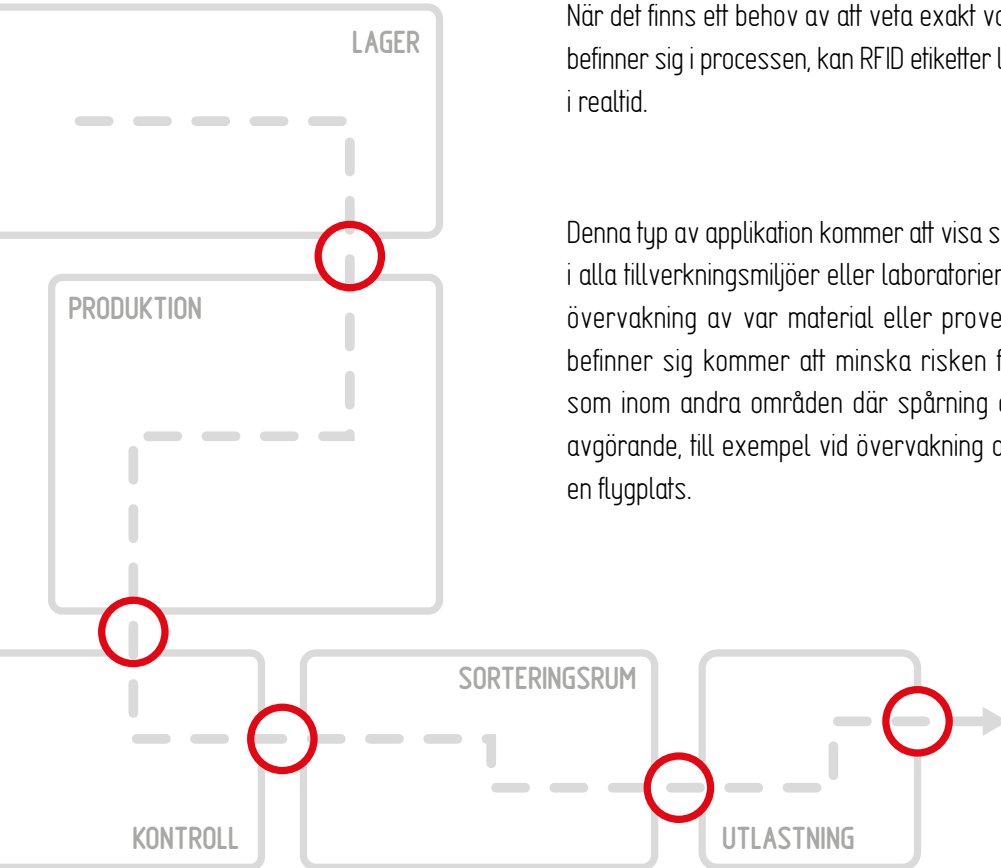 LAGER
PRODUKTION
KONTROLL
SORTERINGSRUM
UTLASTNING
När det finns ett behov av att veta exakt
befinner sig i processen, kan RFID etiketter
i realtid.
Denna typ av applikation kommer att visa
i alla tillverkningsmiljöer eller laboratorier
övervakning av var material eller
befinner sig kommer att minska risken
som inom andra områden där spårning
avgörande, till exempel vid övervakning
en flygplats.